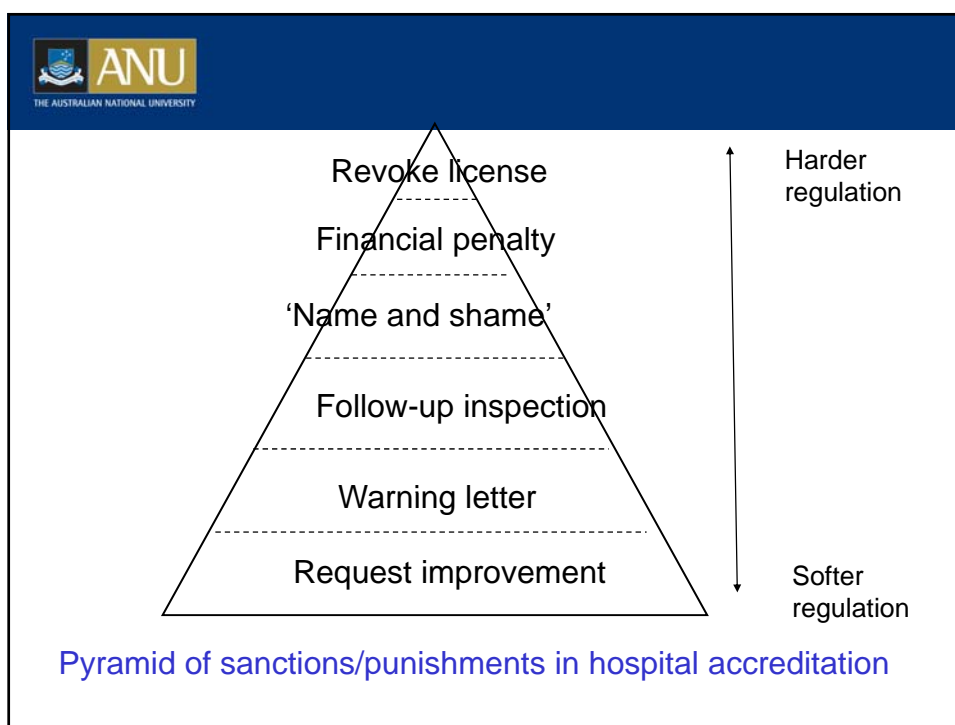 ANU
THE AUSTRALIAN NATIONAL UNIVERSITY
Revoke license
Harder
regulation
Financial penalty
‘Name and shame’
Follow-up inspection
Warning letter
Request improvement
Softer
regulation
Pyramid of sanctions/punishments in hospital accreditation